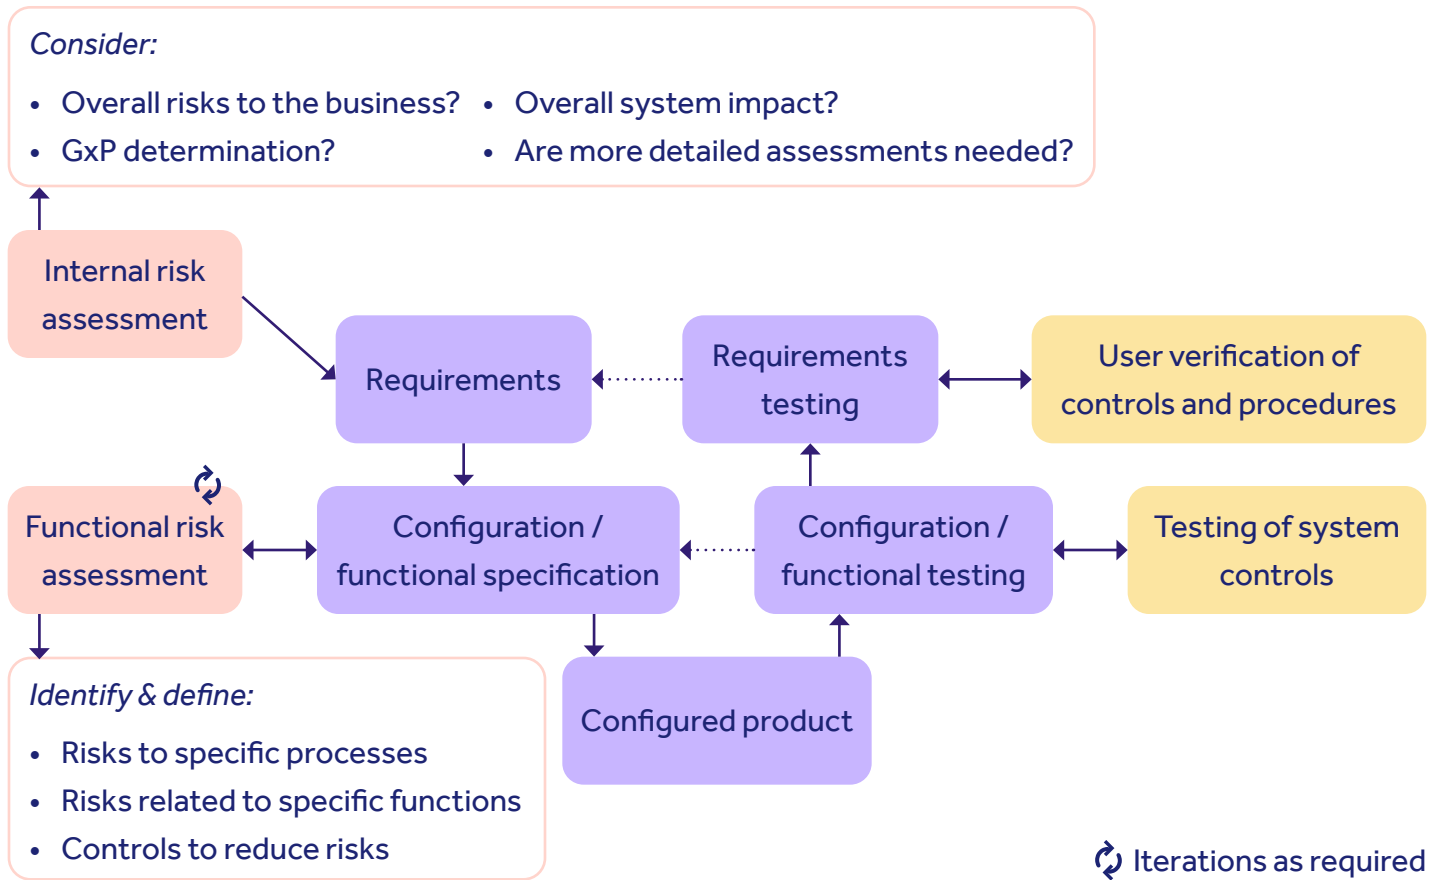 Consider:
• Overall risks to the business?
• GxP determination?
• Overall system impact?
• Are more detailed assessments needed?
Internal risk
assessment
Requirements
Requirements
testing
User verification of
controls and procedures
Functional risk
assessment
Configuration /
functional specification
Configuration /
functional testing
Testing of system
controls
Identify & define:
• Risks to specific processes
• Risks related to specific functions
• Controls to reduce risks
Configured product
Iterations as required